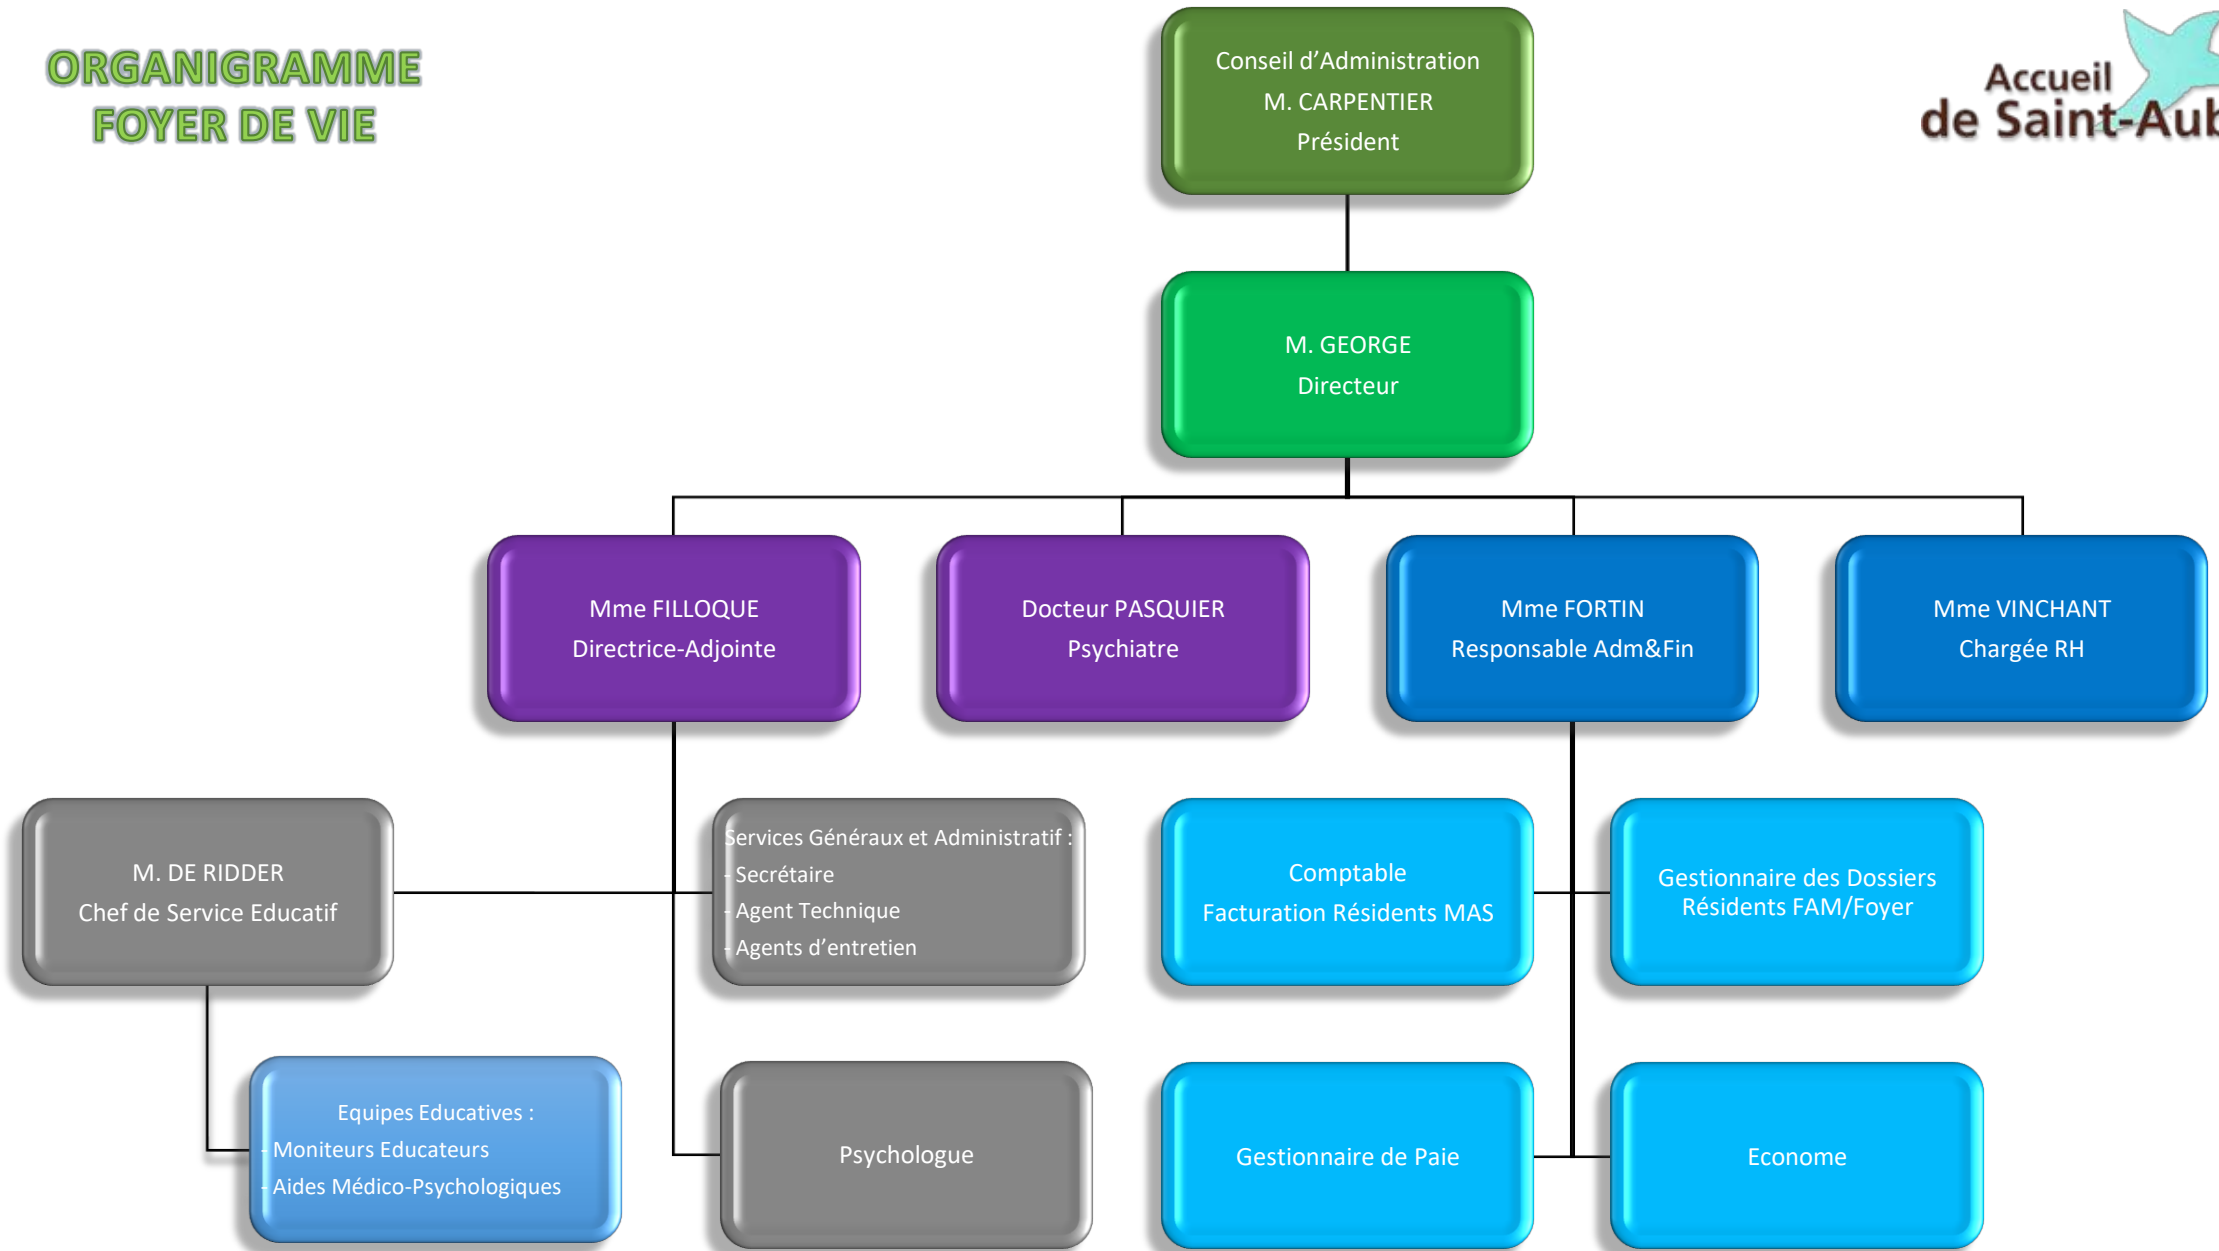 ORGANIGRAMME
FOYER DE VIE
Accueil
de Saint-Aub
Conseil d'Administration
M. CARPENTIER
Président
M. GEORGE
Directeur
Mme FILLOQUE
Directrice-Adjointe
Docteur PASQUIER
Psychiatre
Mme FORTIN
Responsable Adm&Fin
Mme VINCHANT
Chargée RH
M. DE RIDDER
Chef de Service Educatif
Services Généraux et Administratif :
- Secrétaire
- Agent Technique
- Agents d'entretien
Comptable
Facturation Résidents MAS
Gestionnaire des Dossiers
Résidents FAM/Foyer
Equipes Educatives :
- Moniteurs Educateurs
- Aides Médico-Psychologiques
Psychologue
Gestionnaire de Paie
Econome